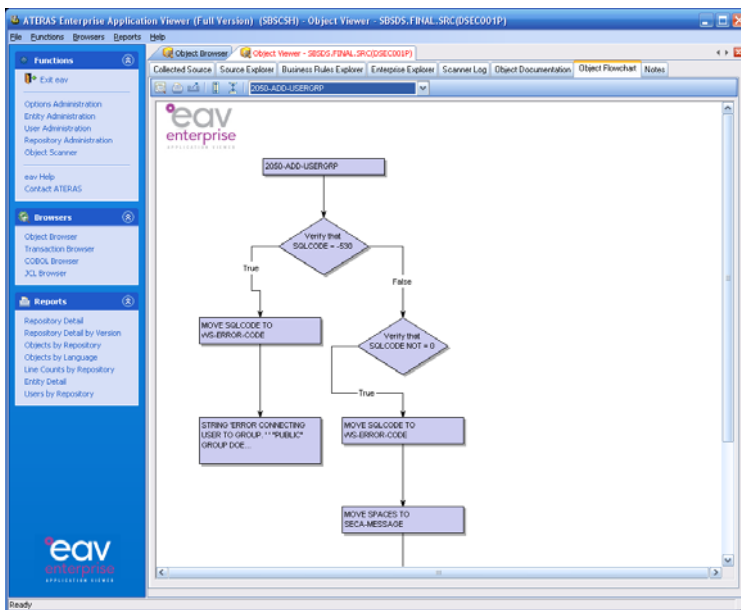 ATERAS Enterprise Application Viewer (Full Version) (SBSCSH) - Object Viewer - SBSDS.FINAL.SRC(DSEC001P)
File Functions Browsers Reports Help
Functions
Exit eav
Options Administration
Entity Administration
User Administration
Repository Administration
Object Scanner
eav Help
Contact ATERAS
Browsers
Object Browser
Transaction Browser
COBOL Browser
JCL Browser
Reports
Repository Detail
Repository Detail by Version
Objects by Repository
Objects by Language
Line Counts by Repository
Entity Detail
Users by Repository
eav
enterprise
APPLICATION VIEWER
Object Browser Object Viewer - SBSDS.FINAL.SRC(DSEC001P)
Collected Source Source Explorer Business Rules Explorer Enterprise Explorer Scanner Log Object Documentation Object Flowchart Notes
2050-ADD-USERGRP
eav
enterprise
APPLICATION VIEWER
2050-ADD-USERGRP
Verify that
SQLCODE = -530
True
False
MOVE SQLCODE TO
WS-ERROR-CODE
Verify that
SQLCODE NOT = 0
True
STRING 'ERROR CONNECTING
USER TO GROUP. ' ' "PUBLIC"
GROUP DOE...
MOVE SQLCODE TO
WS-ERROR-CODE
MOVE SPACES TO
SECA-MESSAGE
Ready